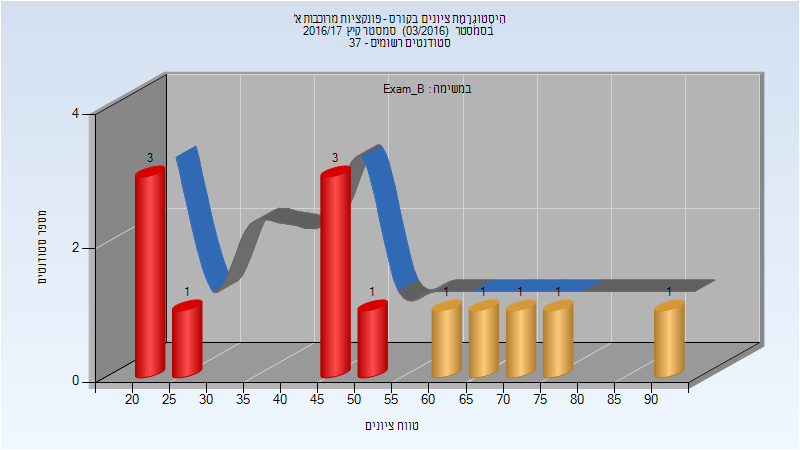 היסטוגרמת ציונים בקורס - פונקציות מרוכבות א'
בסמסטר (03/2016) סמסטר קיץ 2016/17
סטודנטים רשומים - 37
במשימה : Exam_B
מספר סטודנטים
4
2
0
3
1
3
1
1
1
1
1
1
20 25 30 35 40 45 50 55 60 65 70 75 80 85 90
טווח ציונים